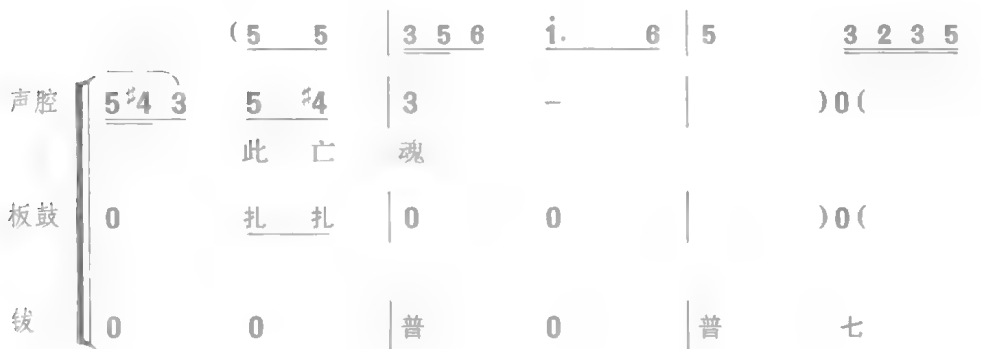 (5 5 | 3 5 6 i. 6 | 5 3 2 3 5
声腔 5 #4 3 5 #4 | 3 - | )0(
此 亡 魂
板鼓 0 扎 扎 | 0 0 | )0(
钹 0 0 | 普 0 | 普 七